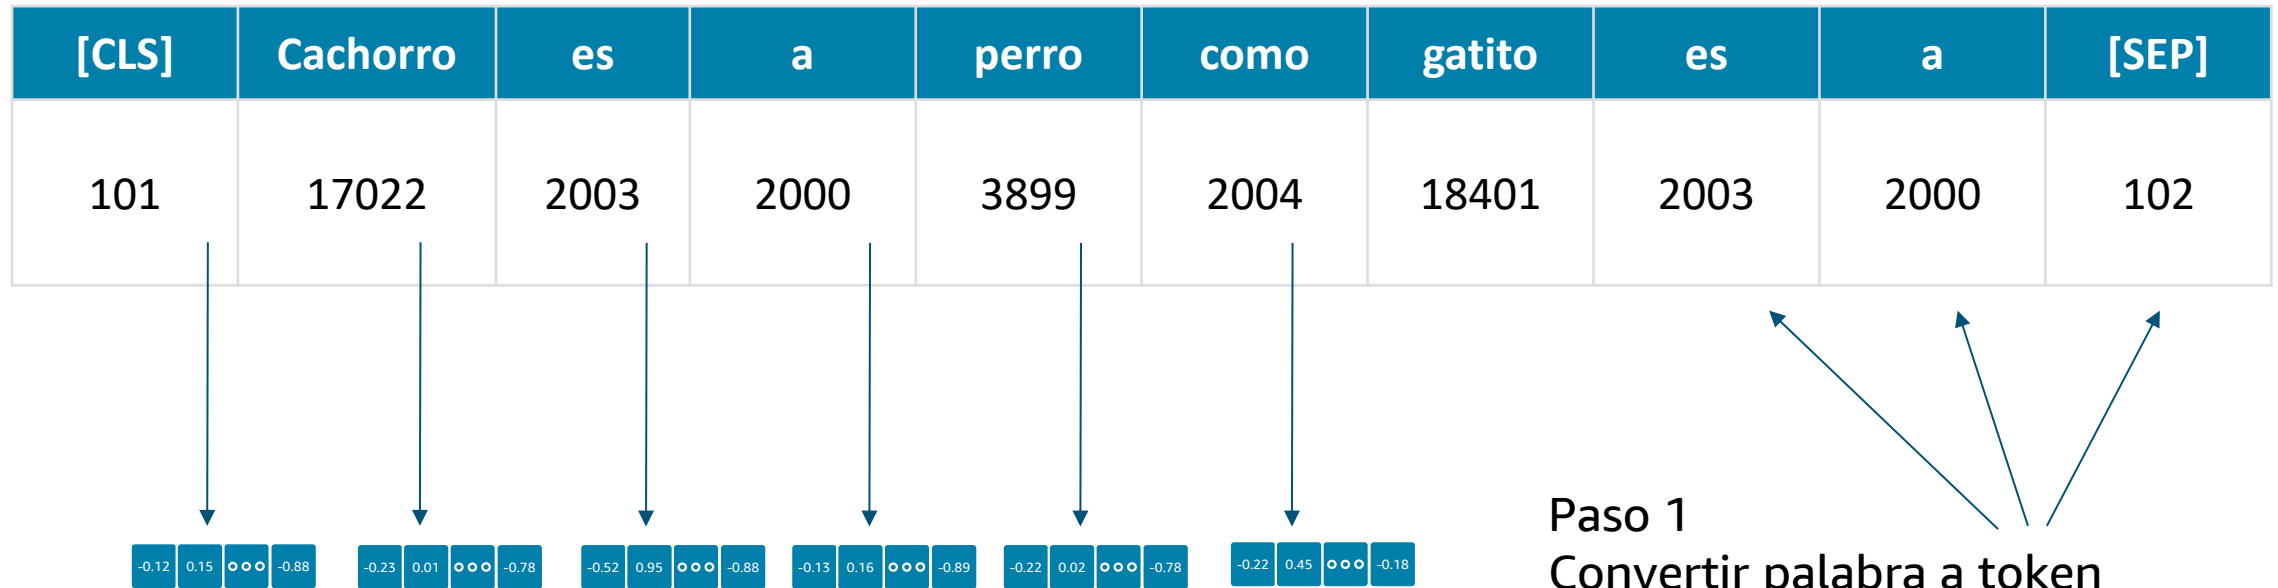 [CLS] Cachorro es a perro como gatito es a [SEP]
101 17022 2003 2000 3899 2004 18401 2003 2000 102
Paso 1
Convertir palabra a token
-0.12 0.15 -0.88 -0.23 0.01 -0.78 -0.52 0.95 -0.88 -0.13 0.16 -0.89 -0.22 0.02 -0.78 -0.22 0.45 -0.18